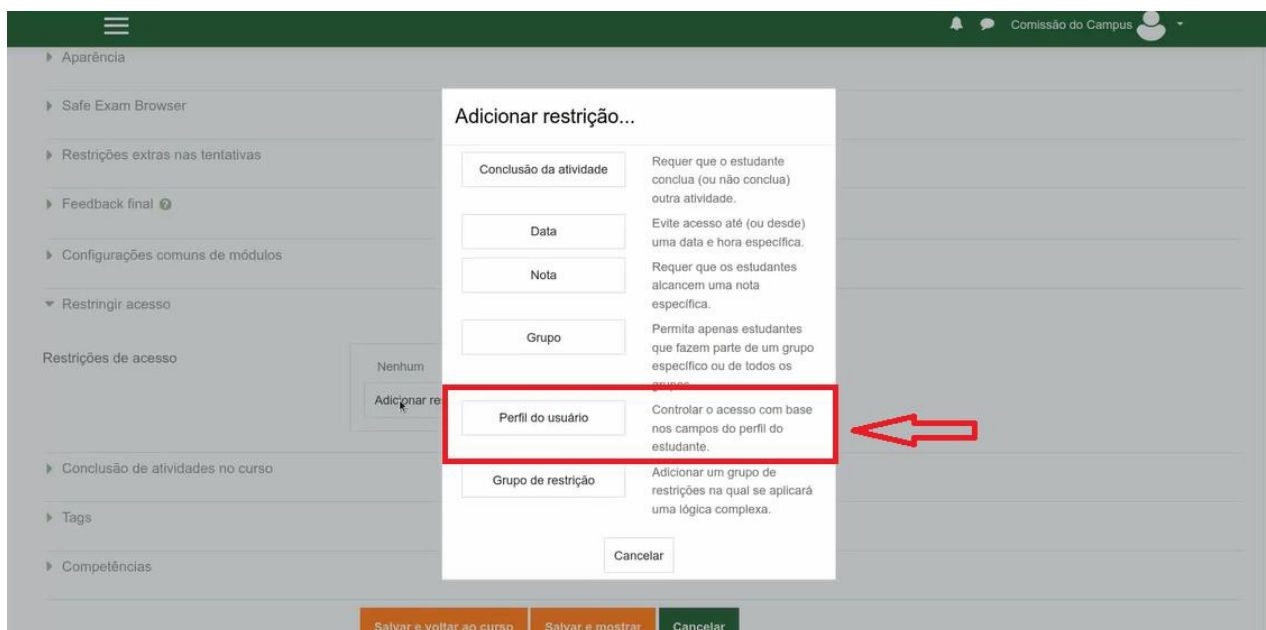 Comissão do Campus
Aparência
Safe Exam Browser
Restrições extras nas tentativas
Feedback final
Configurações comuns de módulos
Restringir acesso
Restrições de acesso
Nenhum
Adicionar re
Conclusão de atividades no curso
Tags
Competências
Salvar e voltar ao curso
Salvar e mostrar
Cancelar
Adicionar restrição...
Conclusão da atividade
Requer que o estudante
conclua (ou não conclua)
outra atividade.
Data
Evite acesso até (ou desde)
uma data e hora específica.
Nota
Requer que os estudantes
alcancem uma nota
específica.
Grupo
Permita apenas estudantes
que fazem parte de um grupo
específico ou de todos os
grupos.
Perfil do usuário
Controlar o acesso com base
nos campos do perfil do
estudante.
Grupo de restrição
Adicionar um grupo de
restrições na qual se aplicará
uma lógica complexa.
Cancelar